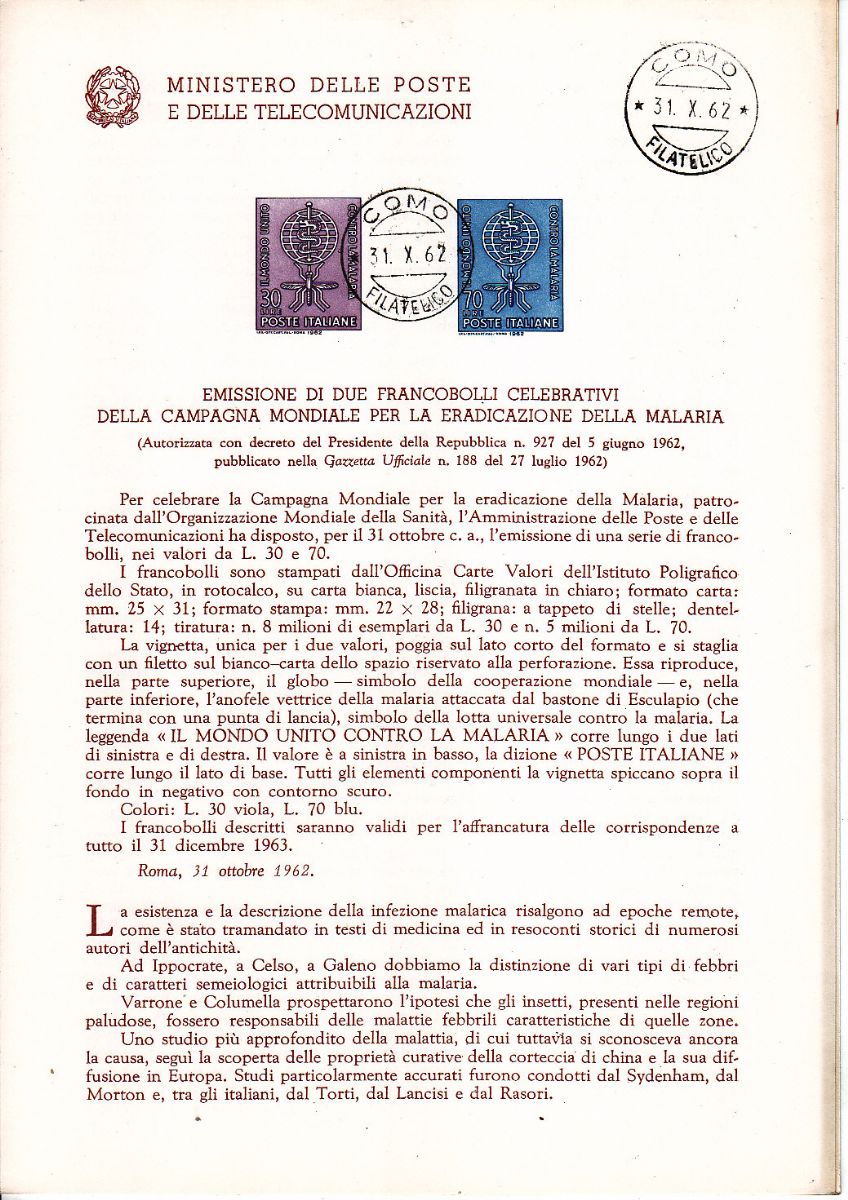 MINISTERO DELLE POSTE
E DELLE TELECOMUNICAZIONI
COMO
* 31. X. 62 *
FILATELICO
IL MONDO UNITO
CONTRO LA MALARIA
30
LIRE
POSTE ITALIANE
1962
COMO
31. X. 62
FILATELICO
IL MONDO UNITO
CONTRO LA MALARIA
70
LIRE
POSTE ITALIANE
1962
EMISSIONE DI DUE FRANCOBOLLI CELEBRATIVI
DELLA CAMPAGNA MONDIALE PER LA ERADICAZIONE DELLA MALARIA
(Autorizzata con decreto del Presidente della Repubblica n. 927 del 5 giugno 1962,
pubblicato nella Gazzetta Ufficiale n. 188 del 27 luglio 1962)
Per celebrare la Campagna Mondiale per la eradicazione della Malaria, patro-
cinata dall'Organizzazione Mondiale della Sanità, l'Amministrazione delle Poste e delle
Telecomunicazioni ha disposto, per il 31 ottobre c. a., l'emissione di una serie di franco-
bolli, nei valori da L. 30 e 70.
I francobolli sono stampati dall'Officina Carte Valori dell'Istituto Poligrafico
dello Stato, in rotocalco, su carta bianca, liscia, filigranata in chiaro; formato carta:
mm. 25 × 31; formato stampa: mm. 22 × 28; filigrana: a tappeto di stelle; dentel-
latura: 14; tiratura: n. 8 milioni di esemplari da L. 30 e n. 5 milioni da L. 70.
La vignetta, unica per i due valori, poggia sul lato corto del formato e si staglia
con un filetto sul bianco-carta dello spazio riservato alla perforazione. Essa riproduce,
nella parte superiore, il globo — simbolo della cooperazione mondiale — e, nella
parte inferiore, l'anofele vettrice della malaria attaccata dal bastone di Esculapio (che
termina con una punta di lancia), simbolo della lotta universale contro la malaria. La
leggenda « IL MONDO UNITO CONTRO LA MALARIA » corre lungo i due lati
di sinistra e di destra. Il valore è a sinistra in basso, la dizione « POSTE ITALIANE »
corre lungo il lato di base. Tutti gli elementi componenti la vignetta spiccano sopra il
fondo in negativo con contorno scuro.
Colori: L. 30 viola, L. 70 blu.
I francobolli descritti saranno validi per l'affrancatura delle corrispondenze a
tutto il 31 dicembre 1963.
Roma, 31 ottobre 1962.
La esistenza e la descrizione della infezione malarica risalgono ad epoche remote,
come è stato tramandato in testi di medicina ed in resoconti storici di numerosi
autori dell'antichità.
Ad Ippocrate, a Celso, a Galeno dobbiamo la distinzione di vari tipi di febbri
e di caratteri semeiologici attribuibili alla malaria.
Varrone e Columella prospettarono l'ipotesi che gli insetti, presenti nelle regioni
paludose, fossero responsabili delle malattie febbrili caratteristiche di quelle zone.
Uno studio più approfondito della malattia, di cui tuttavia si sconosceva ancora
la causa, seguì la scoperta delle proprietà curative della corteccia di china e la sua dif-
fusione in Europa. Studi particolarmente accurati furono condotti dal Sydenham, dal
Morton e, tra gli italiani, dal Torti, dal Lancisi e dal Rasori.